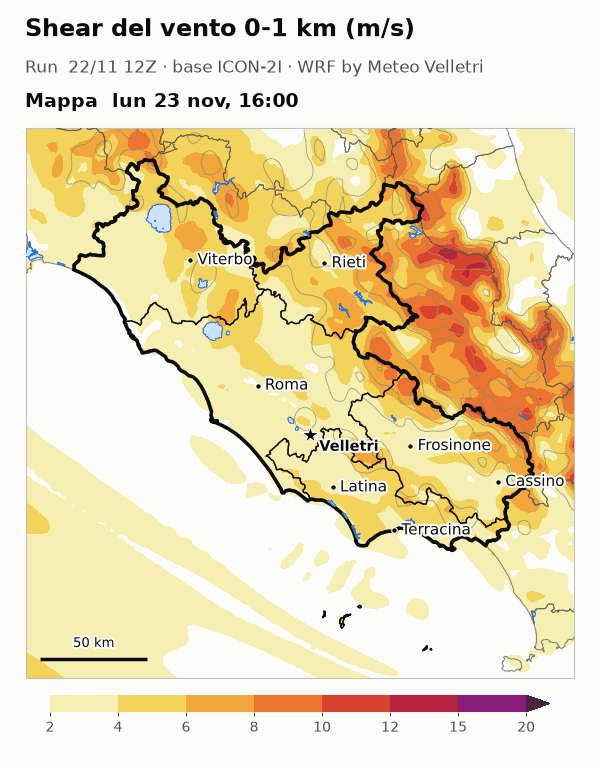 Shear del vento 0-1 km (m/s)
Run 22/11 12Z · base ICON-2I · WRF by Meteo Velletri
Mappa lun 23 nov, 16:00
Viterbo
Rieti
Roma
Velletri
Frosinone
Cassino
Latina
Terracina
50 km
2 4 6 8 10 12 15 20